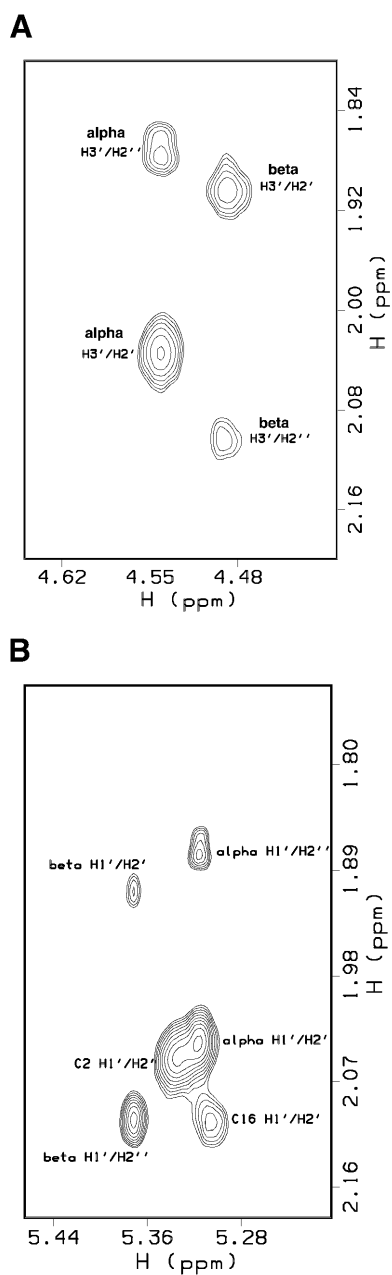 A
1.84
alpha
H3'/H2''
beta
H3'/H2'
1.92
2.00
H (ppm)
alpha
H3'/H2'
2.08
beta
H3'/H2''
2.16
4.62 4.55 4.48
H (ppm)
B
1.80
alpha H1'/H2''
beta H1'/H2'
1.89
1.98
H (ppm)
alpha H1'/H2'
C2 H1'/H2'
2.07
C16 H1'/H2'
beta H1'/H2''
2.16
5.44 5.36 5.28
H (ppm)